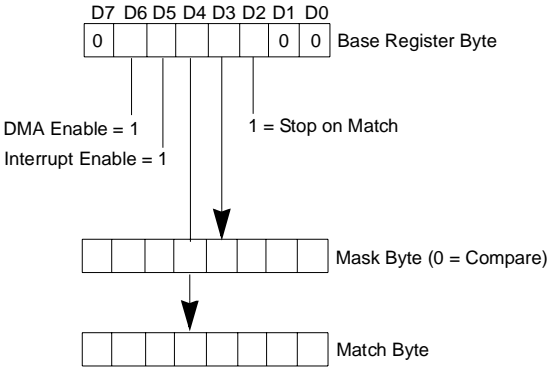 D7 D6 D5 D4 D3 D2 D1 D0
0 0 0 Base Register Byte
DMA Enable = 1
1 = Stop on Match
Interrupt Enable = 1
Mask Byte (0 = Compare)
Match Byte